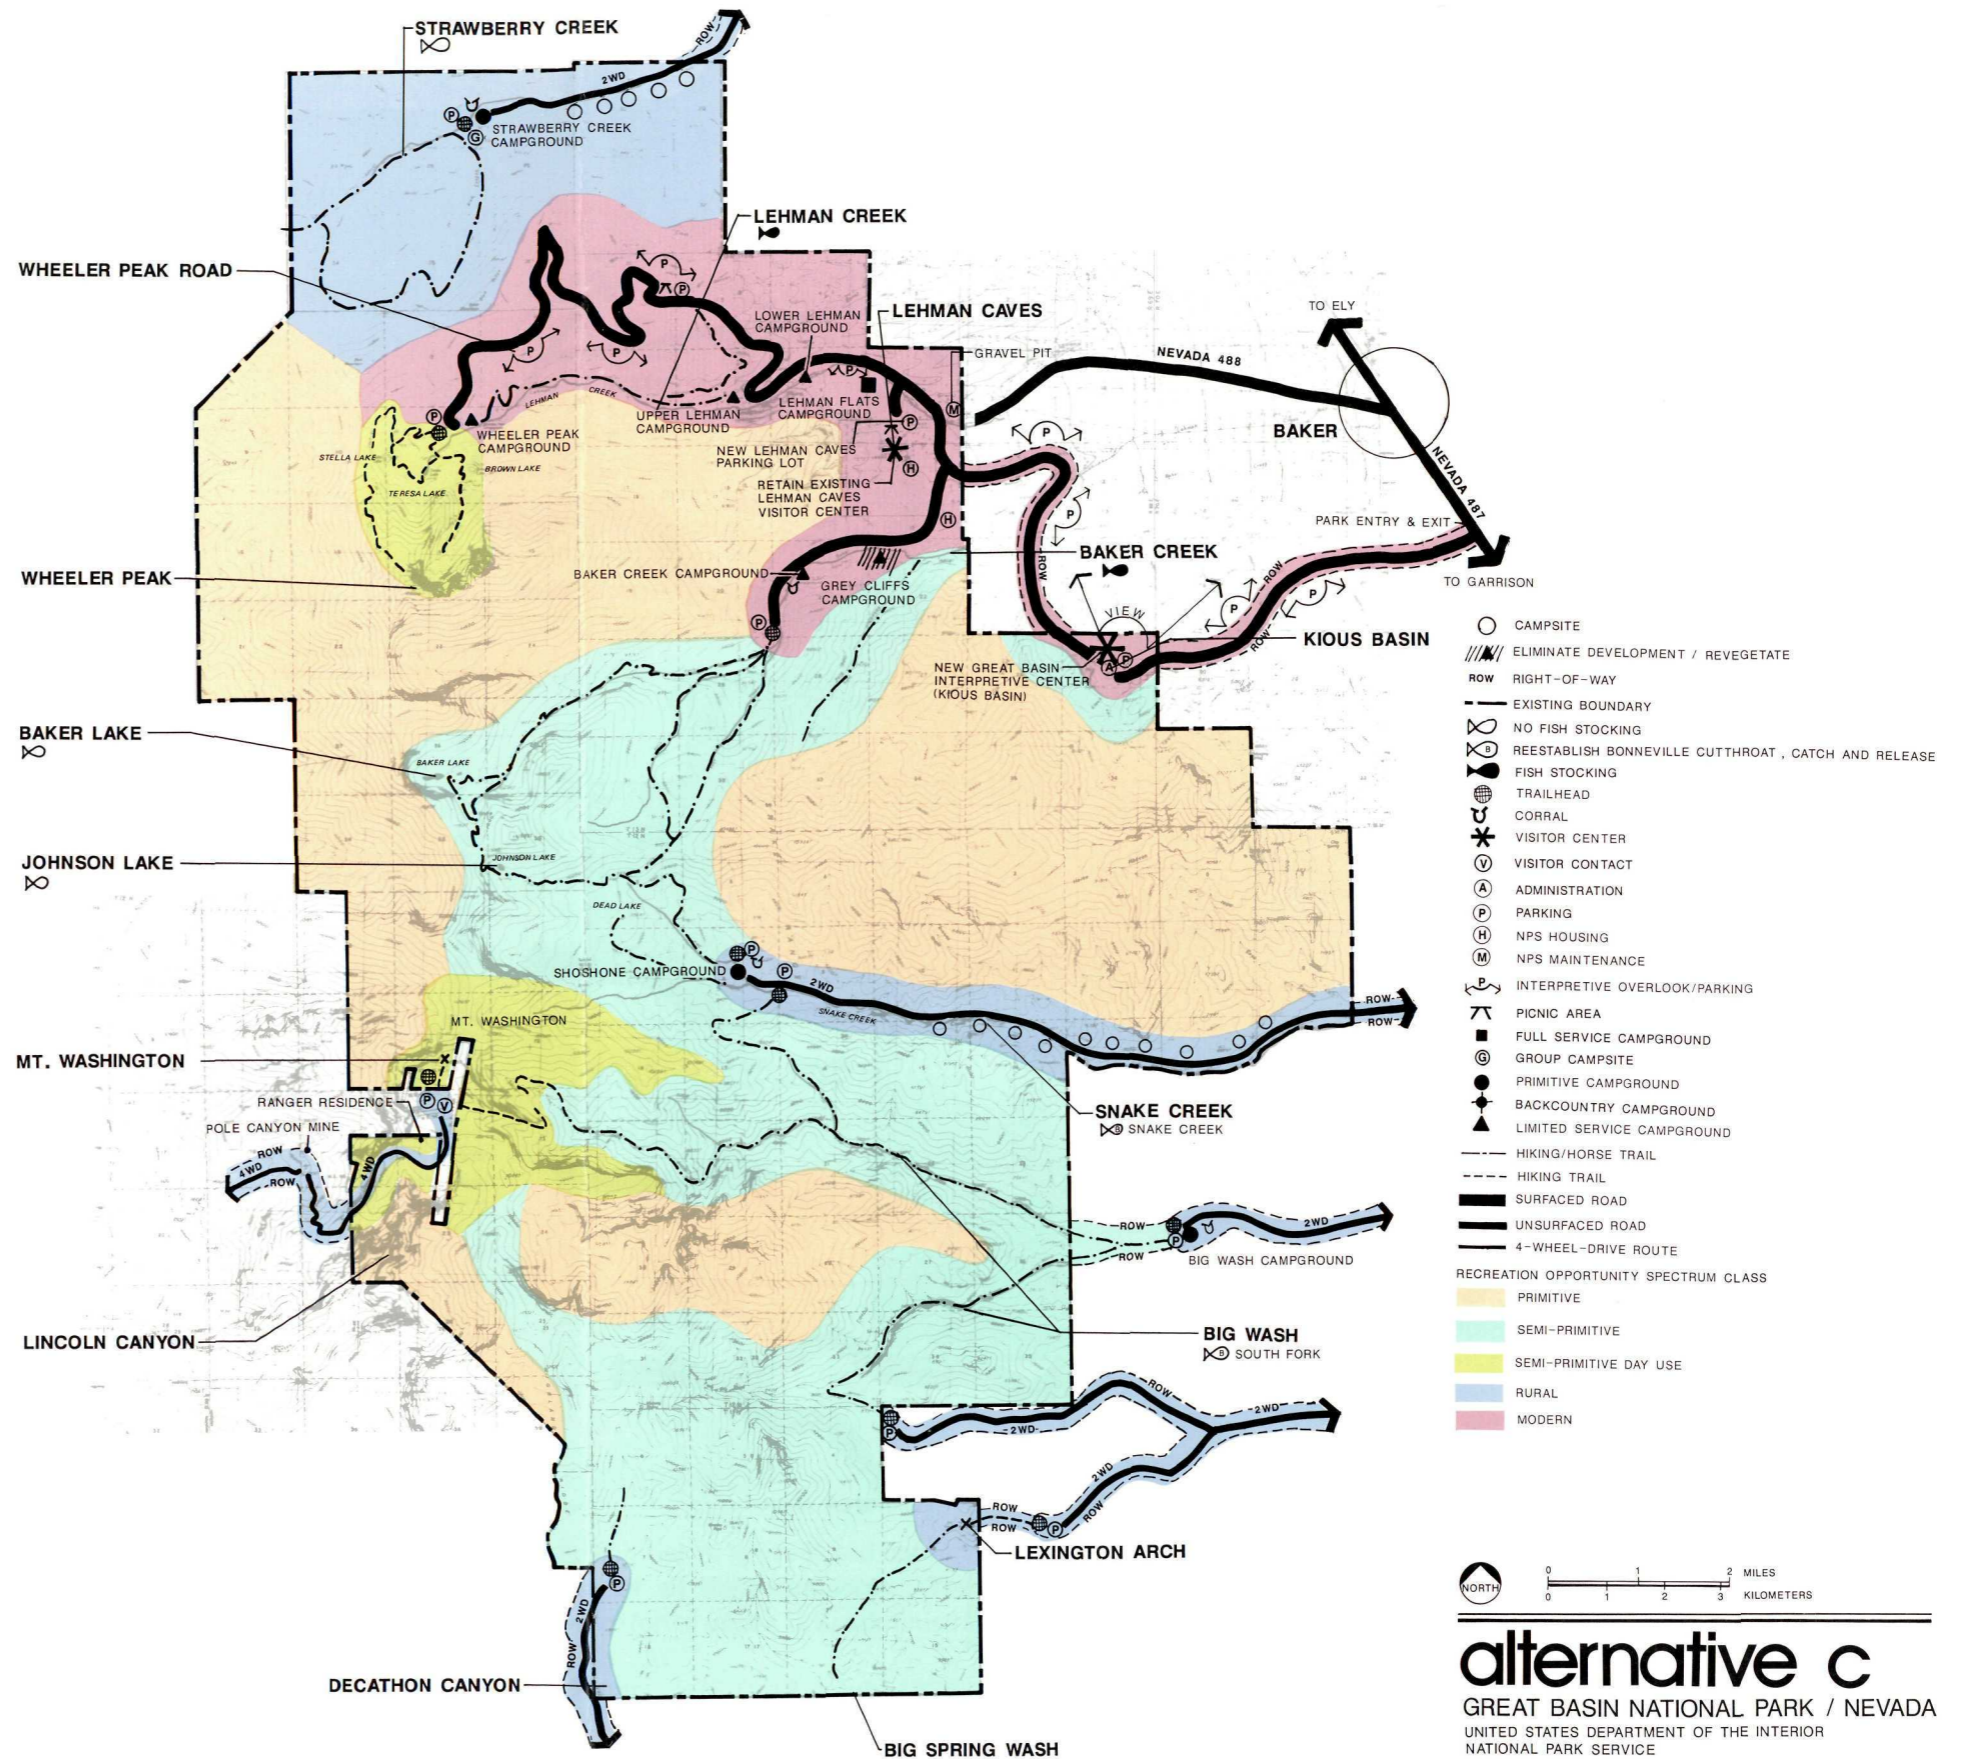 STRAWBERRY CREEK
ROW
2WD
P
G
STRAWBERRY CREEK
CAMPGROUND
LEHMAN CREEK
WHEELER PEAK ROAD
P
P
P
P
LOWER LEHMAN
CAMPGROUND
LEHMAN CAVES
GRAVEL PIT
TO ELY
NEVADA 488
BAKER
NEVADA 487
PARK ENTRY & EXIT
TO GARRISON
LEHMAN CREEK
P
M
UPPER LEHMAN
CAMPGROUND
LEHMAN FLATS
CAMPGROUND
P
P
WHEELER PEAK
CAMPGROUND
NEW LEHMAN CAVES
PARKING LOT
H
RETAIN EXISTING
LEHMAN CAVES
VISITOR CENTER
STELLA LAKE
BROWN LAKE
TERESA LAKE
H
P
P
ROW
BAKER CREEK
WHEELER PEAK
BAKER CREEK CAMPGROUND
GREY CLIFFS
CAMPGROUND
P
VIEW
P
P
ROW
ROW
KIOUS BASIN
A
P
NEW GREAT BASIN
INTERPRETIVE CENTER
(KIOUS BASIN)
BAKER LAKE
BAKER LAKE
JOHNSON LAKE
JOHNSON LAKE
DEAD LAKE
SHOSHONE CAMPGROUND
P
P
2WD
SNAKE CREEK
ROW
ROW
MT. WASHINGTON
MT. WASHINGTON
RANGER RESIDENCE
P
V
POLE CANYON MINE
ROW
4WD
ROW
4WD
SNAKE CREEK
B SNAKE CREEK
ROW
ROW
P
2WD
BIG WASH CAMPGROUND
LINCOLN CANYON
BIG WASH
B SOUTH FORK
P
2WD
ROW
2WD
2WD
ROW
ROW
ROW
P
LEXINGTON ARCH
P
2WD
ROW
DECATHON CANYON
BIG SPRING WASH
CAMPSITE
ELIMINATE DEVELOPMENT / REVEGETATE
ROW RIGHT-OF-WAY
EXISTING BOUNDARY
NO FISH STOCKING
B REESTABLISH BONNEVILLE CUTTHROAT , CATCH AND RELEASE
FISH STOCKING
TRAILHEAD
CORRAL
VISITOR CENTER
V VISITOR CONTACT
A ADMINISTRATION
P PARKING
H NPS HOUSING
M NPS MAINTENANCE
P INTERPRETIVE OVERLOOK/PARKING
PICNIC AREA
FULL SERVICE CAMPGROUND
G GROUP CAMPSITE
PRIMITIVE CAMPGROUND
BACKCOUNTRY CAMPGROUND
LIMITED SERVICE CAMPGROUND
HIKING/HORSE TRAIL
HIKING TRAIL
SURFACED ROAD
UNSURFACED ROAD
4-WHEEL-DRIVE ROUTE
RECREATION OPPORTUNITY SPECTRUM CLASS
PRIMITIVE
SEMI-PRIMITIVE
SEMI-PRIMITIVE DAY USE
RURAL
MODERN
NORTH
0 1 2 MILES
0 1 2 3 KILOMETERS
alternative c
GREAT BASIN NATIONAL PARK / NEVADA
UNITED STATES DEPARTMENT OF THE INTERIOR
NATIONAL PARK SERVICE